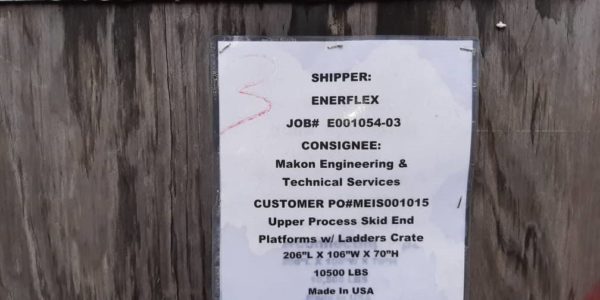 3
SHIPPER:
ENERFLEX
JOB# E001054-03
CONSIGNEE:
Makon Engineering &
Technical Services
CUSTOMER PO#MEIS001015
Upper Process Skid End
Platforms w/ Ladders Crate
206"L X 106"W X 70"H
10500 LBS
Made In USA